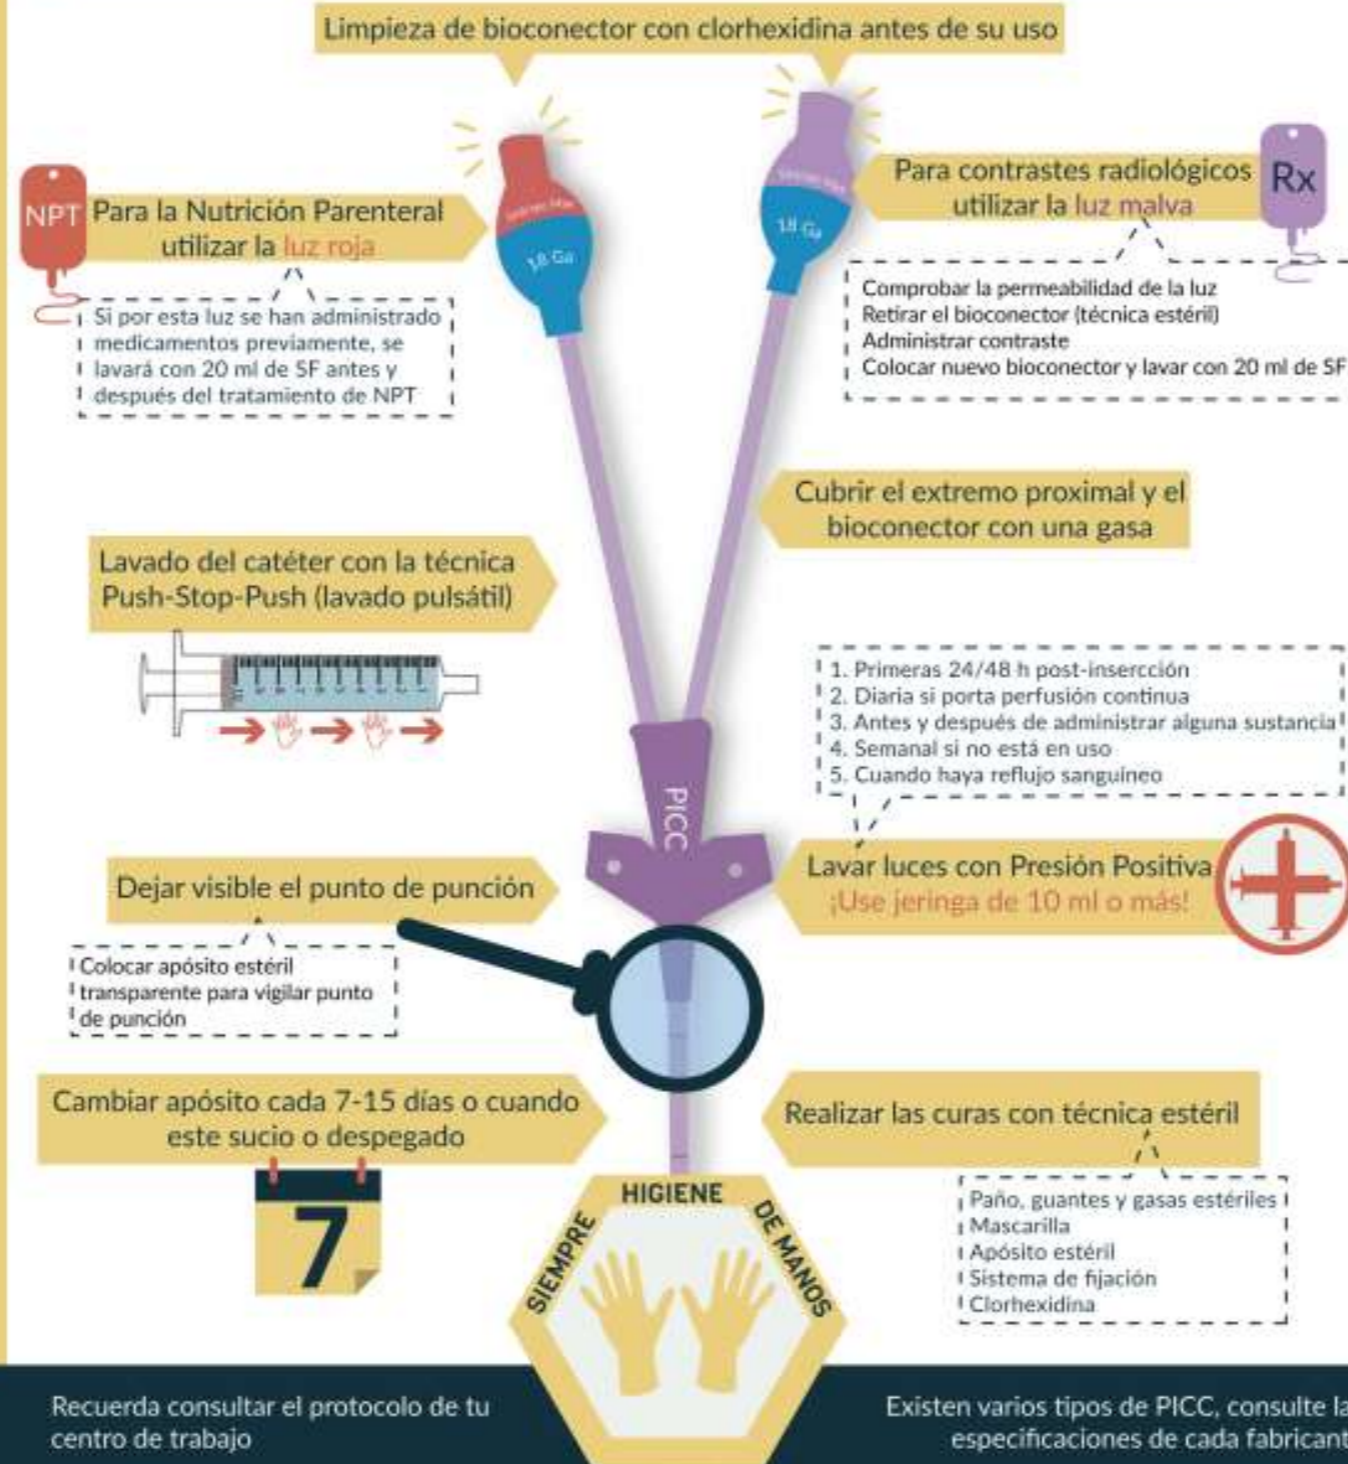 Limpieza de bioconector con clorhexidina antes de su uso
NPT
Para la Nutrición Parenteral
utilizar la luz roja
Si por esta luz se han administrado
medicamentos previamente, se
lavará con 20 ml de SF antes y
después del tratamiento de NPT
18 Ga
18 Ga
Para contrastes radiológicos
utilizar la luz malva
Rx
Comprobar la permeabilidad de la luz
Retirar el bioconector (técnica estéril)
Administrar contraste
Colocar nuevo bioconector y lavar con 20 ml de SF
Cubrir el extremo proximal y el
bioconector con una gasa
Lavado del catéter con la técnica
Push-Stop-Push (lavado pulsátil)
1. Primeras 24/48 h post-insercción
2. Diaria si porta perfusión continua
3. Antes y después de administrar alguna sustancia
4. Semanal si no está en uso
5. Cuando haya reflujo sanguíneo
PICC
Lavar luces con Presión Positiva
¡Use jeringa de 10 ml o más!
Dejar visible el punto de punción
Colocar apósito estéril
transparente para vigilar punto
de punción
Cambiar apósito cada 7-15 días o cuando
este sucio o despegado
7
Realizar las curas con técnica estéril
Paño, guantes y gasas estériles
Mascarilla
Apósito estéril
Sistema de fijación
Clorhexidina
SIEMPRE HIGIENE DE MANOS
Recuerda consultar el protocolo de tu
centro de trabajo
Existen varios tipos de PICC, consulte la
especificaciones de cada fabricant